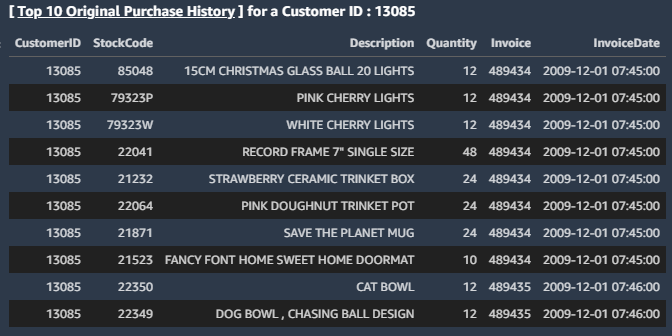 [ Top 10 Original Purchase History ] for a Customer ID : 13085
CustomerID StockCode Description Quantity Invoice InvoiceDate
13085 85048 15CM CHRISTMAS GLASS BALL 20 LIGHTS 12 489434 2009-12-01 07:45:00
13085 79323P PINK CHERRY LIGHTS 12 489434 2009-12-01 07:45:00
13085 79323W WHITE CHERRY LIGHTS 12 489434 2009-12-01 07:45:00
13085 22041 RECORD FRAME 7" SINGLE SIZE 48 489434 2009-12-01 07:45:00
13085 21232 STRAWBERRY CERAMIC TRINKET BOX 24 489434 2009-12-01 07:45:00
13085 22064 PINK DOUGHNUT TRINKET POT 24 489434 2009-12-01 07:45:00
13085 21871 SAVE THE PLANET MUG 24 489434 2009-12-01 07:45:00
13085 21523 FANCY FONT HOME SWEET HOME DOORMAT 10 489434 2009-12-01 07:45:00
13085 22350 CAT BOWL 12 489435 2009-12-01 07:46:00
13085 22349 DOG BOWL , CHASING BALL DESIGN 12 489435 2009-12-01 07:46:00